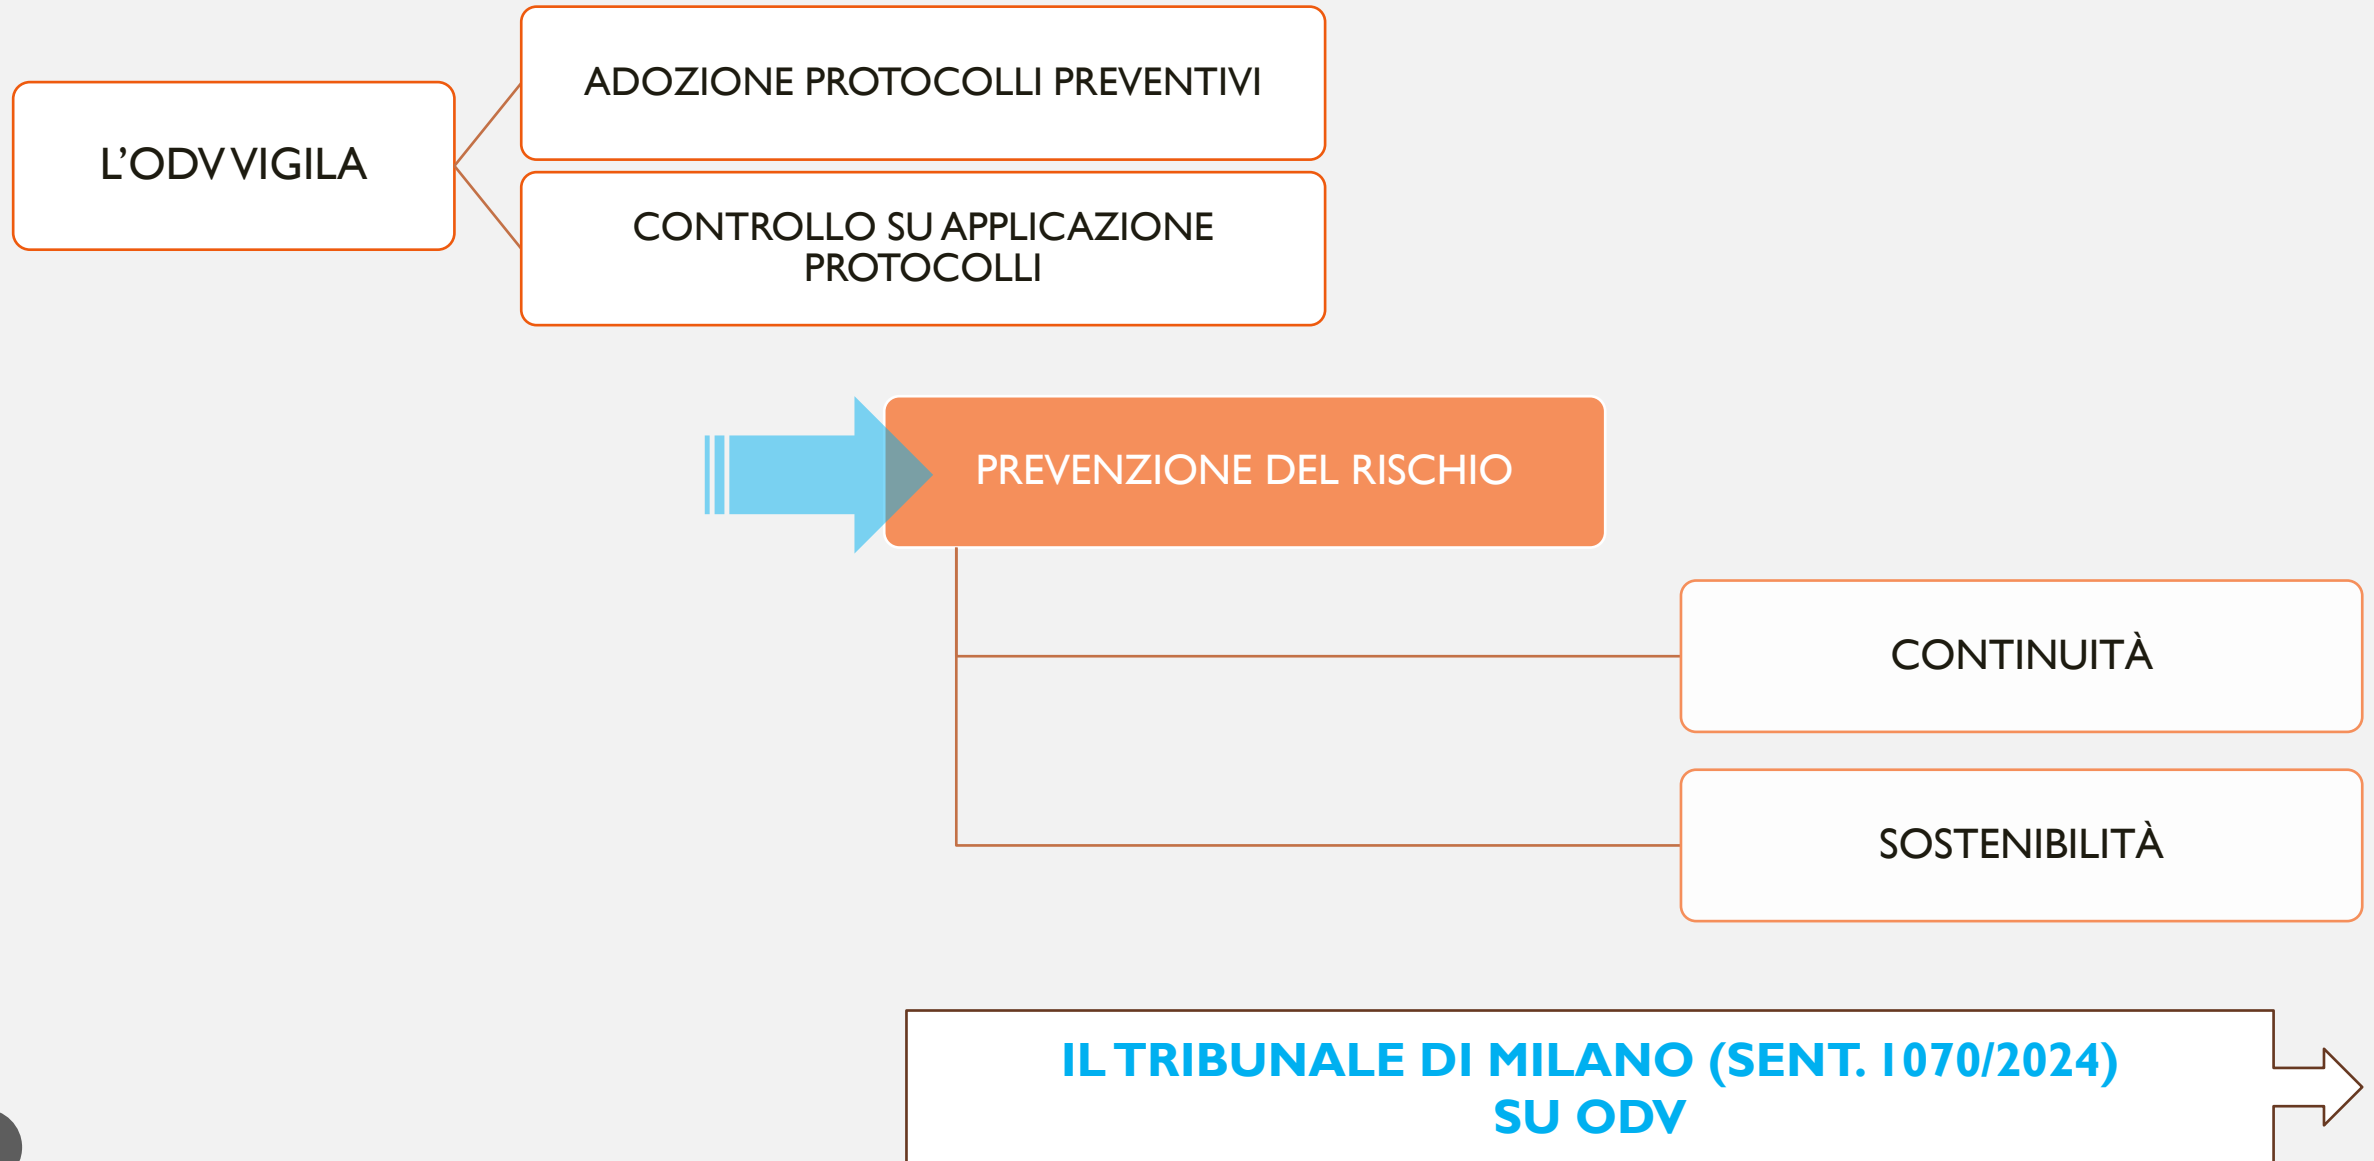 L’ODV VIGILA
ADOZIONE PROTOCOLLI PREVENTIVI
CONTROLLO SU APPLICAZIONE
PROTOCOLLI
PREVENZIONE DEL RISCHIO
CONTINUITÀ
SOSTENIBILITÀ
IL TRIBUNALE DI MILANO (SENT. 1070/2024)
SU ODV